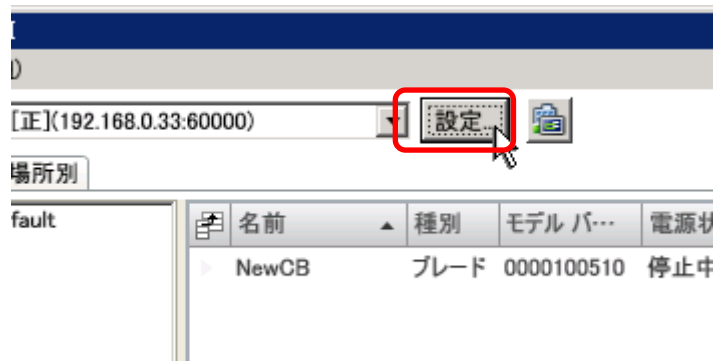 [正](192.168.0.33:60000)
設定...
場所別
fault
名前
種別
モデル バ…
電源状
NewCB
ブレード
0000100510
停止中